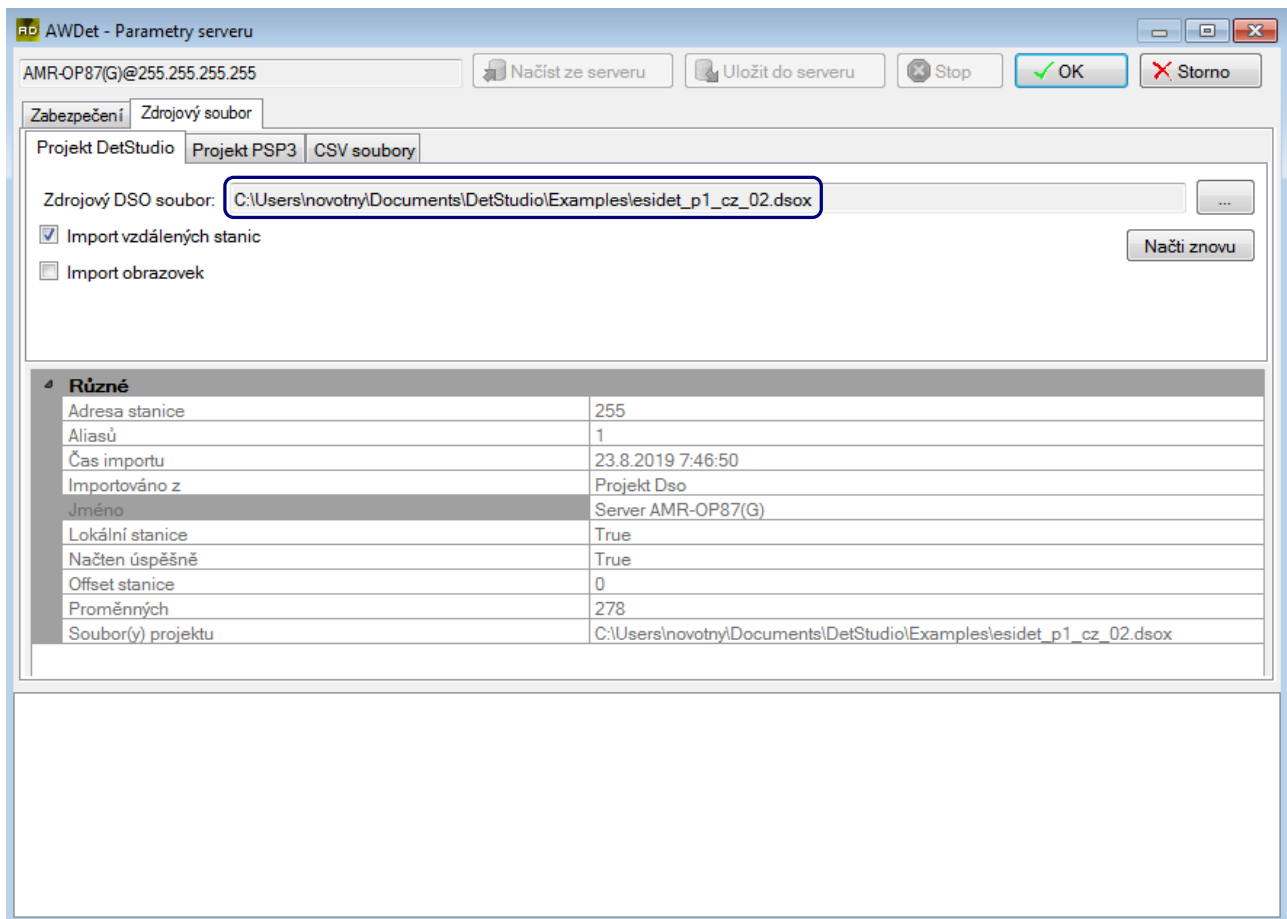 AWDet - Parametry serveru
AMR-OP87(G)@255.255.255.255 Načíst ze serveru Uložit do serveru Stop OK Storno
Zabezpečení Zdrojový soubor
Projekt DetStudio Projekt PSP3 CSV soubory
Zdrojový DSO soubor: C:\Users\novotny\Documents\DetStudio\Examples\esidet_p1_cz_02.dsox ...
Import vzdálených stanic Načti znovu
Import obrazovek
Různé
Adresa stanice 255
Aliasů 1
Čas importu 23.8.2019 7:46:50
Importováno z Projekt Dso
Jméno Server AMR-OP87(G)
Lokální stanice True
Načten úspěšně True
Offset stanice 0
Proměnných 278
Soubor(y) projektu C:\Users\novotny\Documents\DetStudio\Examples\esidet_p1_cz_02.dsox